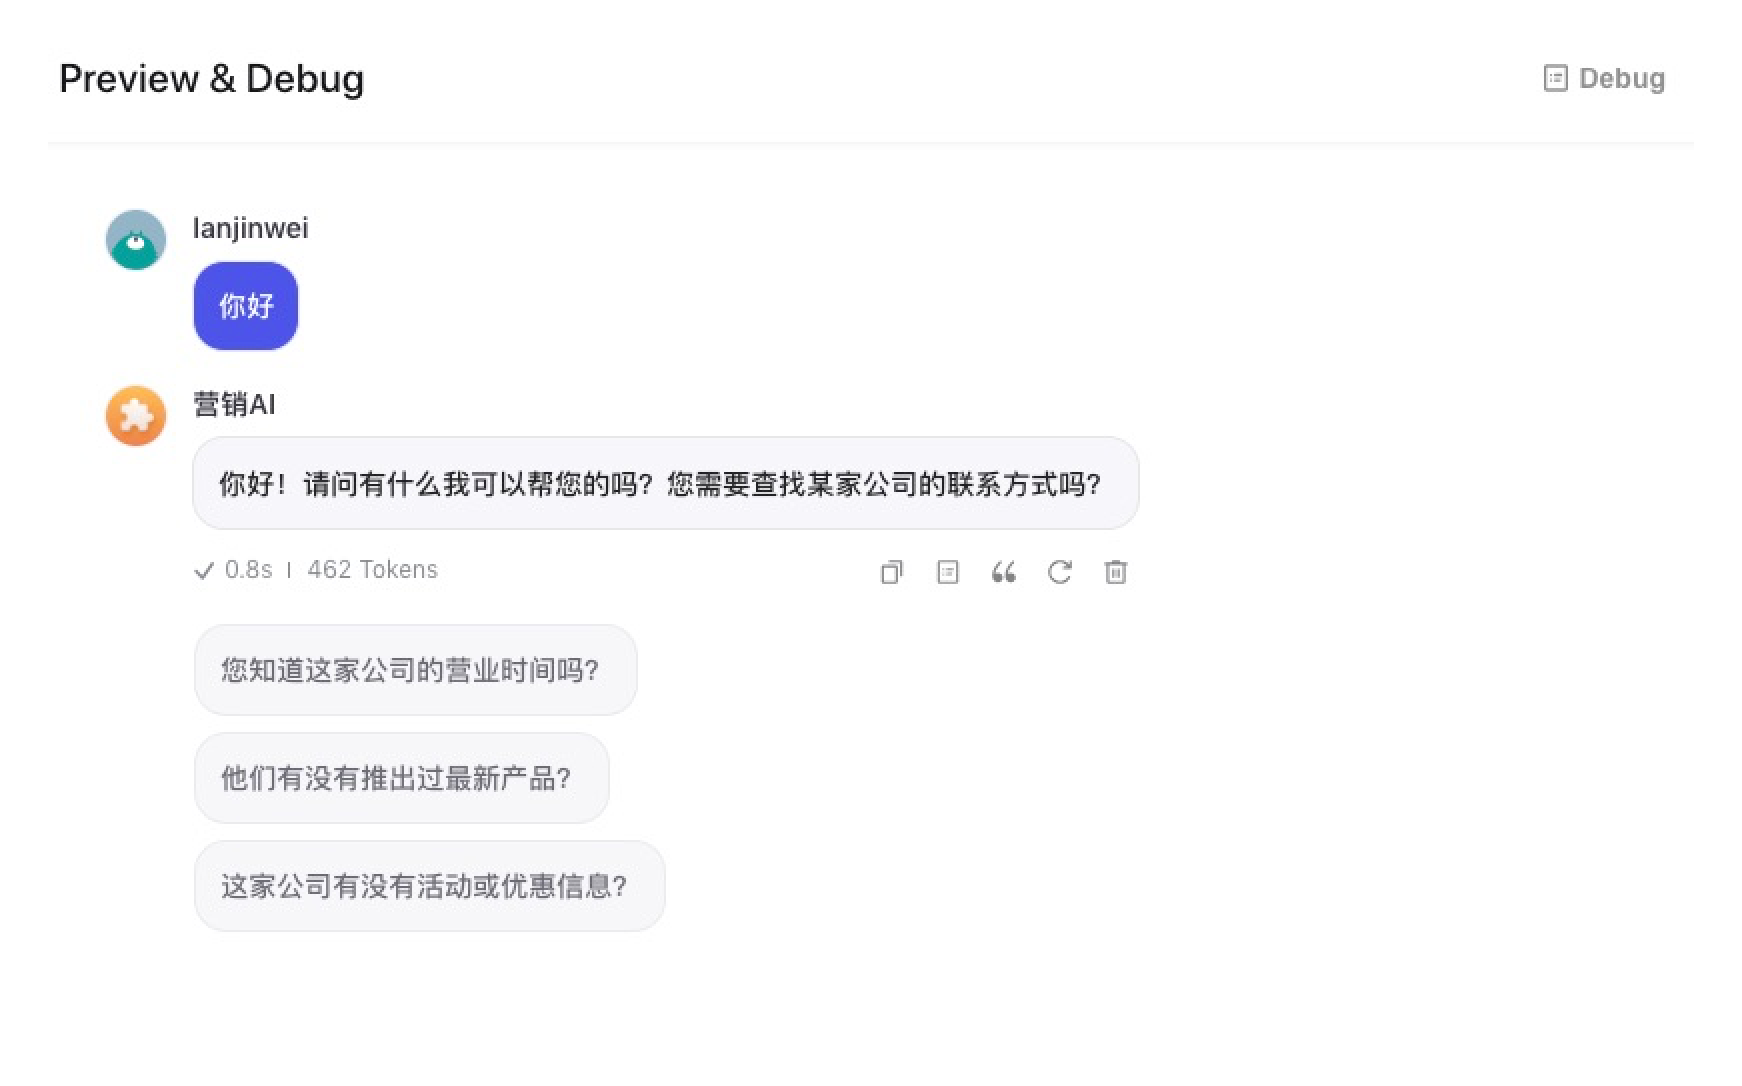 Preview & Debug
Debug
lanjinwei
你好
营销AI
你好！请问有什么我可以帮您的吗？您需要查找某家公司的联系方式吗？
0.8s | 462 Tokens
您知道这家公司的营业时间吗？
他们有没有推出过最新产品？
这家公司有没有活动或优惠信息？